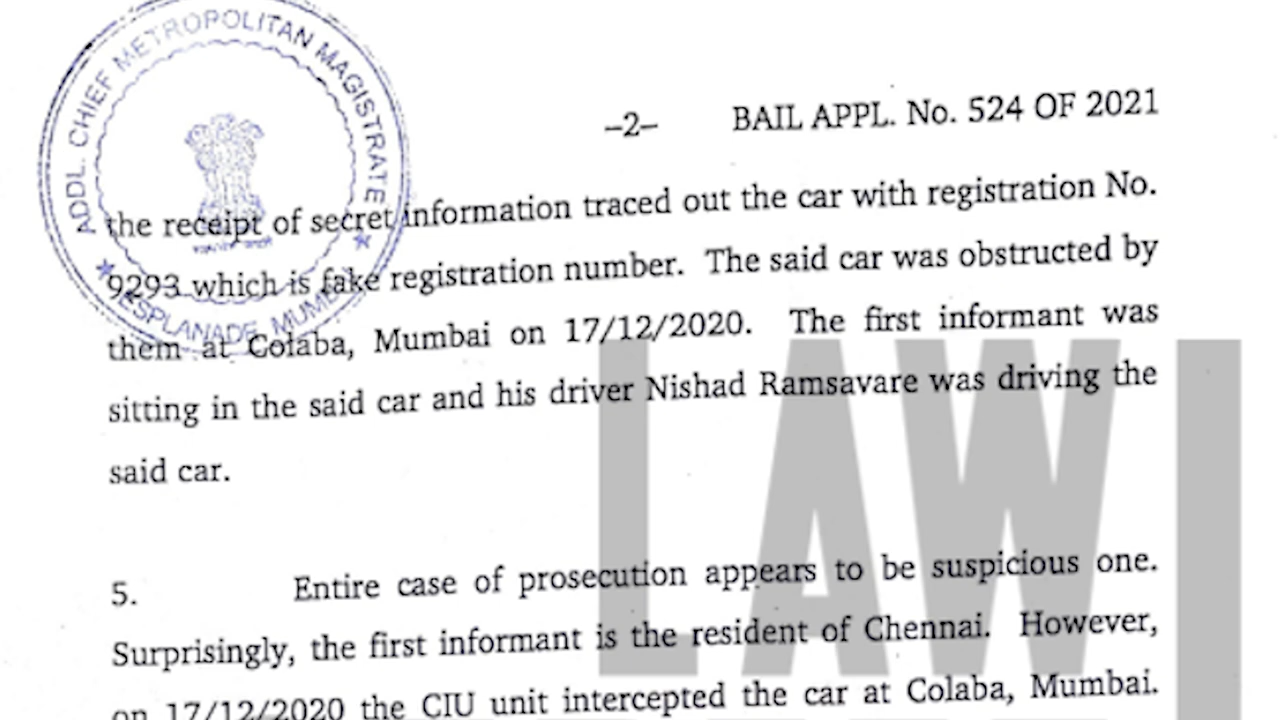 ADDL. CHIEF METROPOLITAN MAGISTRATE
ESPLANADE, MUMBAI
–2– BAIL APPL. No. 524 OF 2021
the receipt of secret information traced out the car with registration No.
9293 which is fake registration number. The said car was obstructed by
them at Colaba, Mumbai on 17/12/2020. The first informant was
sitting in the said car and his driver Nishad Ramsavare was driving the
said car.
5. Entire case of prosecution appears to be suspicious one.
Surprisingly, the first informant is the resident of Chennai. However,
on 17/12/2020 the CIU unit intercepted the car at Colaba, Mumbai.
LAW